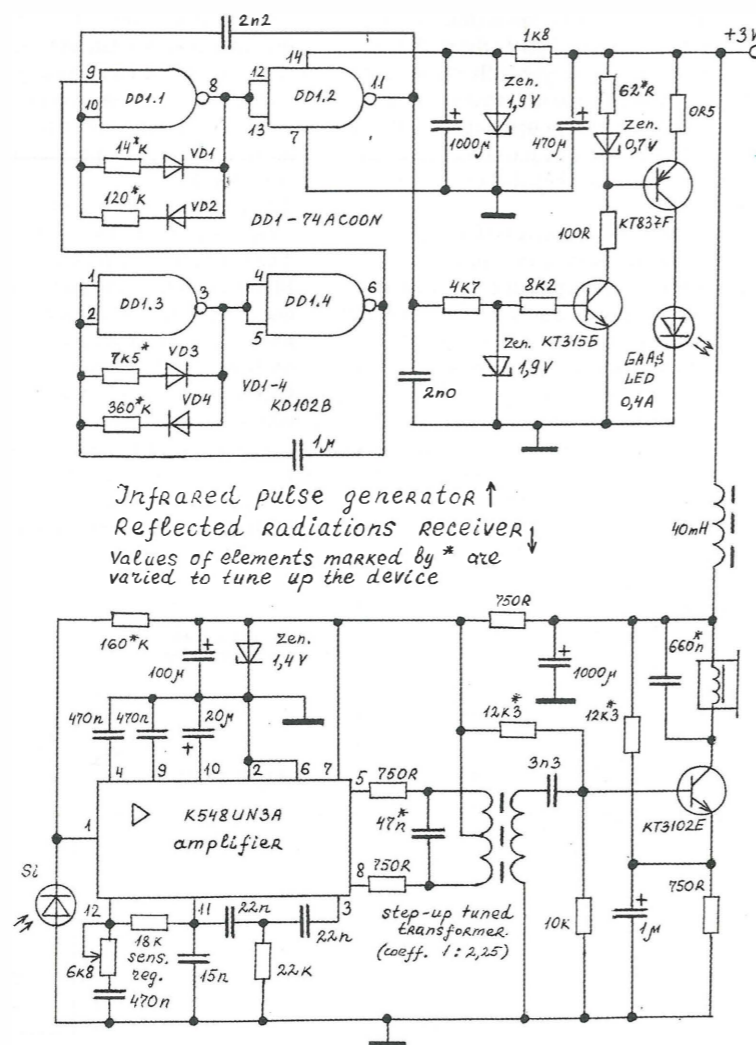 2n2
1k8
+3V
14
9
8
12
11
DD1.1
DD1.2
10
13
7
zen.
1,9V
1000μ
470μ
62*R
zen.
0,7V
0R5
14*K
VD1
120*K
VD2
DD1-74AC00N
100R
KT837F
1
3
4
6
DD1.3
DD1.4
2
5
4k7
8k2
KT315Б
7k5*
VD3
360*K
VD4
VD1-4
KD102B
1μ
2n0
zen.
1,9V
GAAS
LED
0,4A
Infrared pulse generator ↑
Reflected radiations receiver ↓
Values of elements marked by * are
varied to tune up the device
40mH
160*K
100μ
zen.
1,4V
750R
1000μ
660n*
470n
470n
20μ
12k3*
12k3*
4
9
10
2
6
7
5
750R
3n3
1
K548UN3A
amplifier
47n*
KT3102E
8
750R
Si
12
11
3
22n
22n
18k
sens.
reg.
6k8
470n
15n
22k
step-up tuned
transformer
(coeff. 1:2,25)
10k
1μ
750R